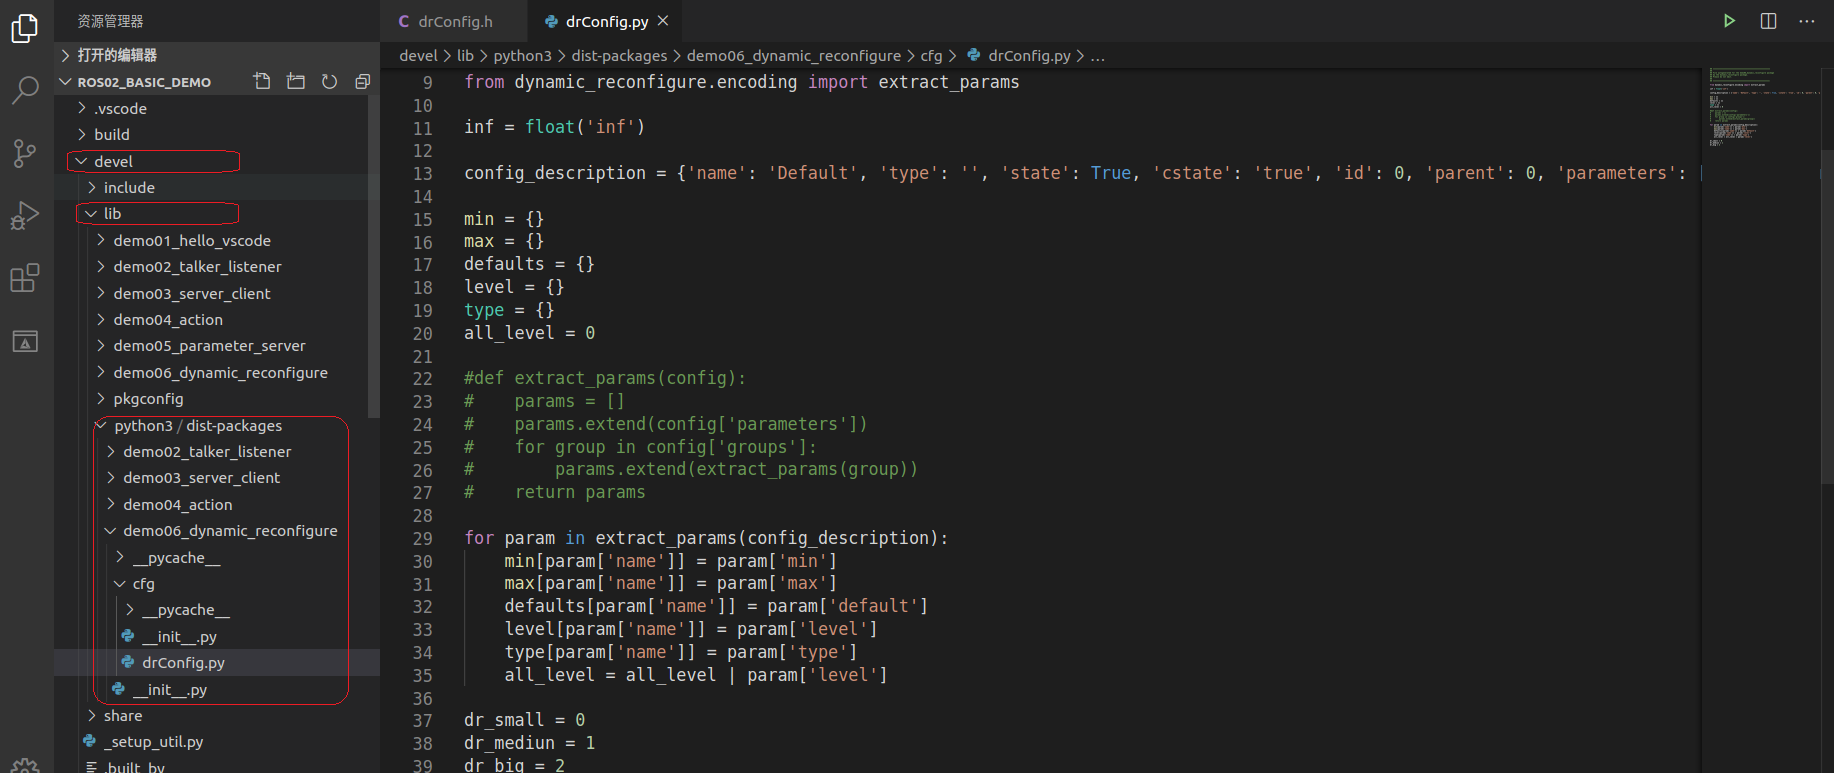 资源管理器
打开的编辑器
ROS02_BASIC_DEMO
.vscode
build
devel
include
lib
demo01_hello_vscode
demo02_talker_listener
demo03_server_client
demo04_action
demo05_parameter_server
demo06_dynamic_reconfigure
pkgconfig
python3 / dist-packages
demo02_talker_listener
demo03_server_client
demo04_action
demo06_dynamic_reconfigure
__pycache__
cfg
__pycache__
__init__.py
drConfig.py
__init__.py
share
_setup_util.py
.built_by
C drConfig.h
drConfig.py
devel > lib > python3 > dist-packages > demo06_dynamic_reconfigure > cfg > drConfig.py > ...
9 from dynamic_reconfigure.encoding import extract_params
10
11 inf = float('inf')
12
13 config_description = {'name': 'Default', 'type': '', 'state': True, 'cstate': 'true', 'id': 0, 'parent': 0, 'parameters':
14
15 min = {}
16 max = {}
17 defaults = {}
18 level = {}
19 type = {}
20 all_level = 0
21
22 #def extract_params(config):
23 #    params = []
24 #    params.extend(config['parameters'])
25 #    for group in config['groups']:
26 #        params.extend(extract_params(group))
27 #    return params
28
29 for param in extract_params(config_description):
30     min[param['name']] = param['min']
31     max[param['name']] = param['max']
32     defaults[param['name']] = param['default']
33     level[param['name']] = param['level']
34     type[param['name']] = param['type']
35     all_level = all_level | param['level']
36
37 dr_small = 0
38 dr_mediun = 1
39 dr_big = 2